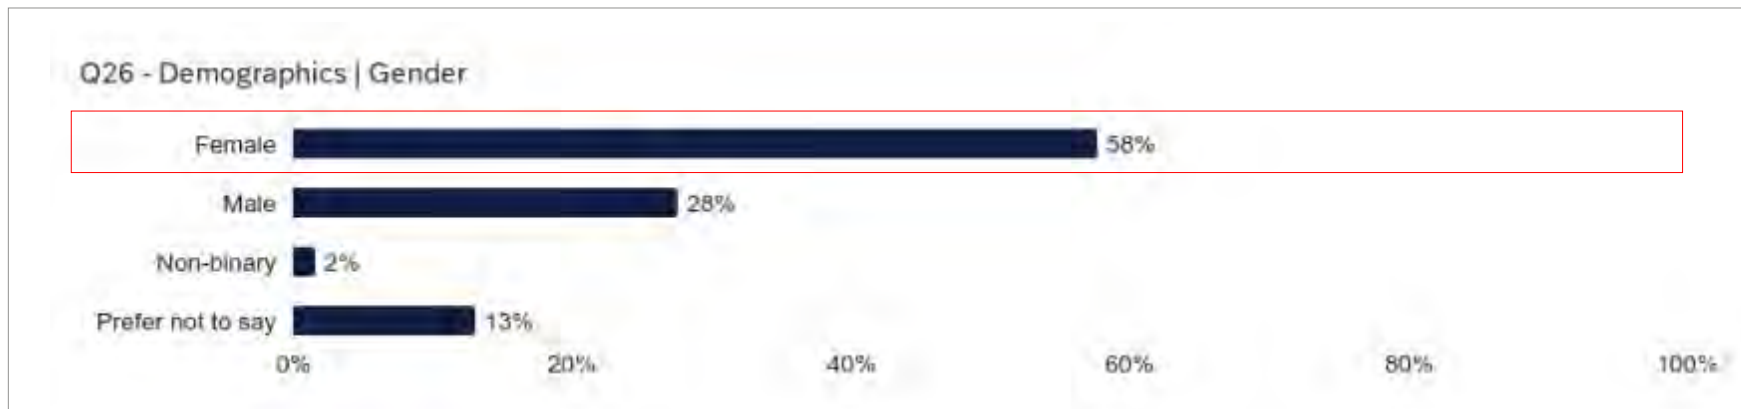 Q26 - Demographics | Gender
Female 58%
Male 28%
Non-binary 2%
Prefer not to say 13%
0% 20% 40% 60% 80% 100%